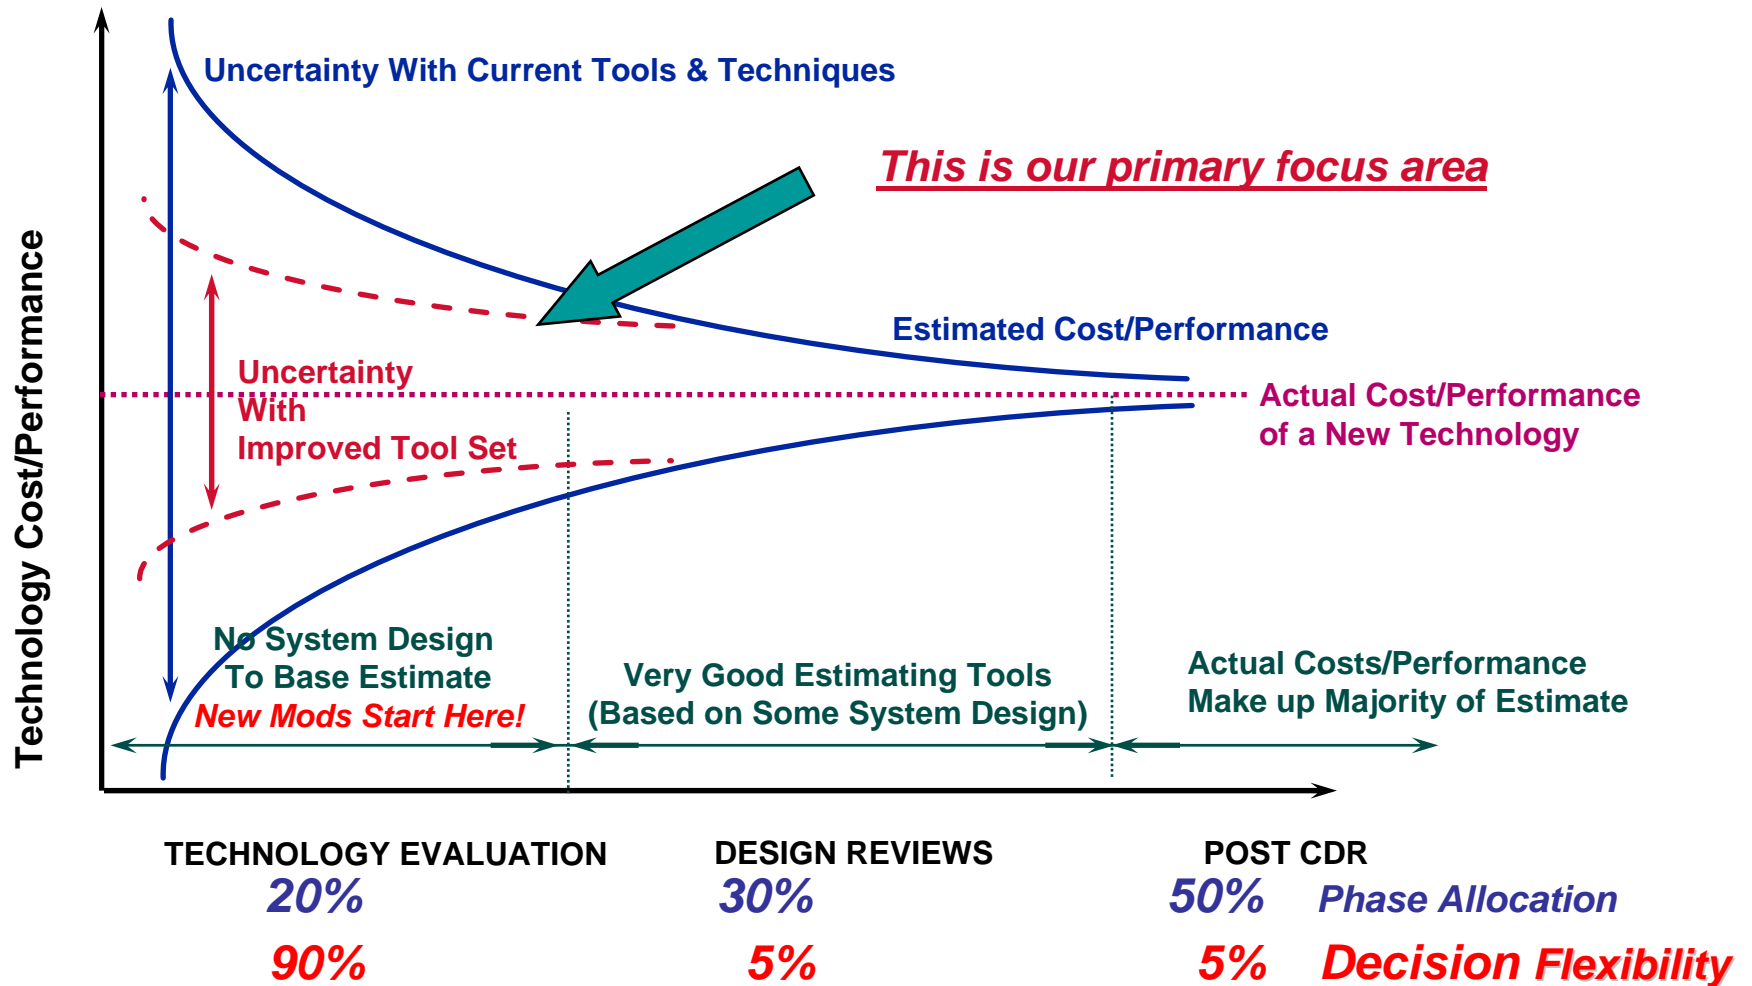 Uncertainty With Current Tools & Techniques
This is our primary focus area
Technology Cost/Performance
Estimated Cost/Performance
Uncertainty
With
Improved Tool Set
Actual Cost/Performance
of a New Technology
No System Design
To Base Estimate
New Mods Start Here!
Very Good Estimating Tools
(Based on Some System Design)
Actual Costs/Performance
Make up Majority of Estimate
TECHNOLOGY EVALUATION DESIGN REVIEWS POST CDR
20% 30% 50% Phase Allocation
90% 5% 5% Decision Flexibility